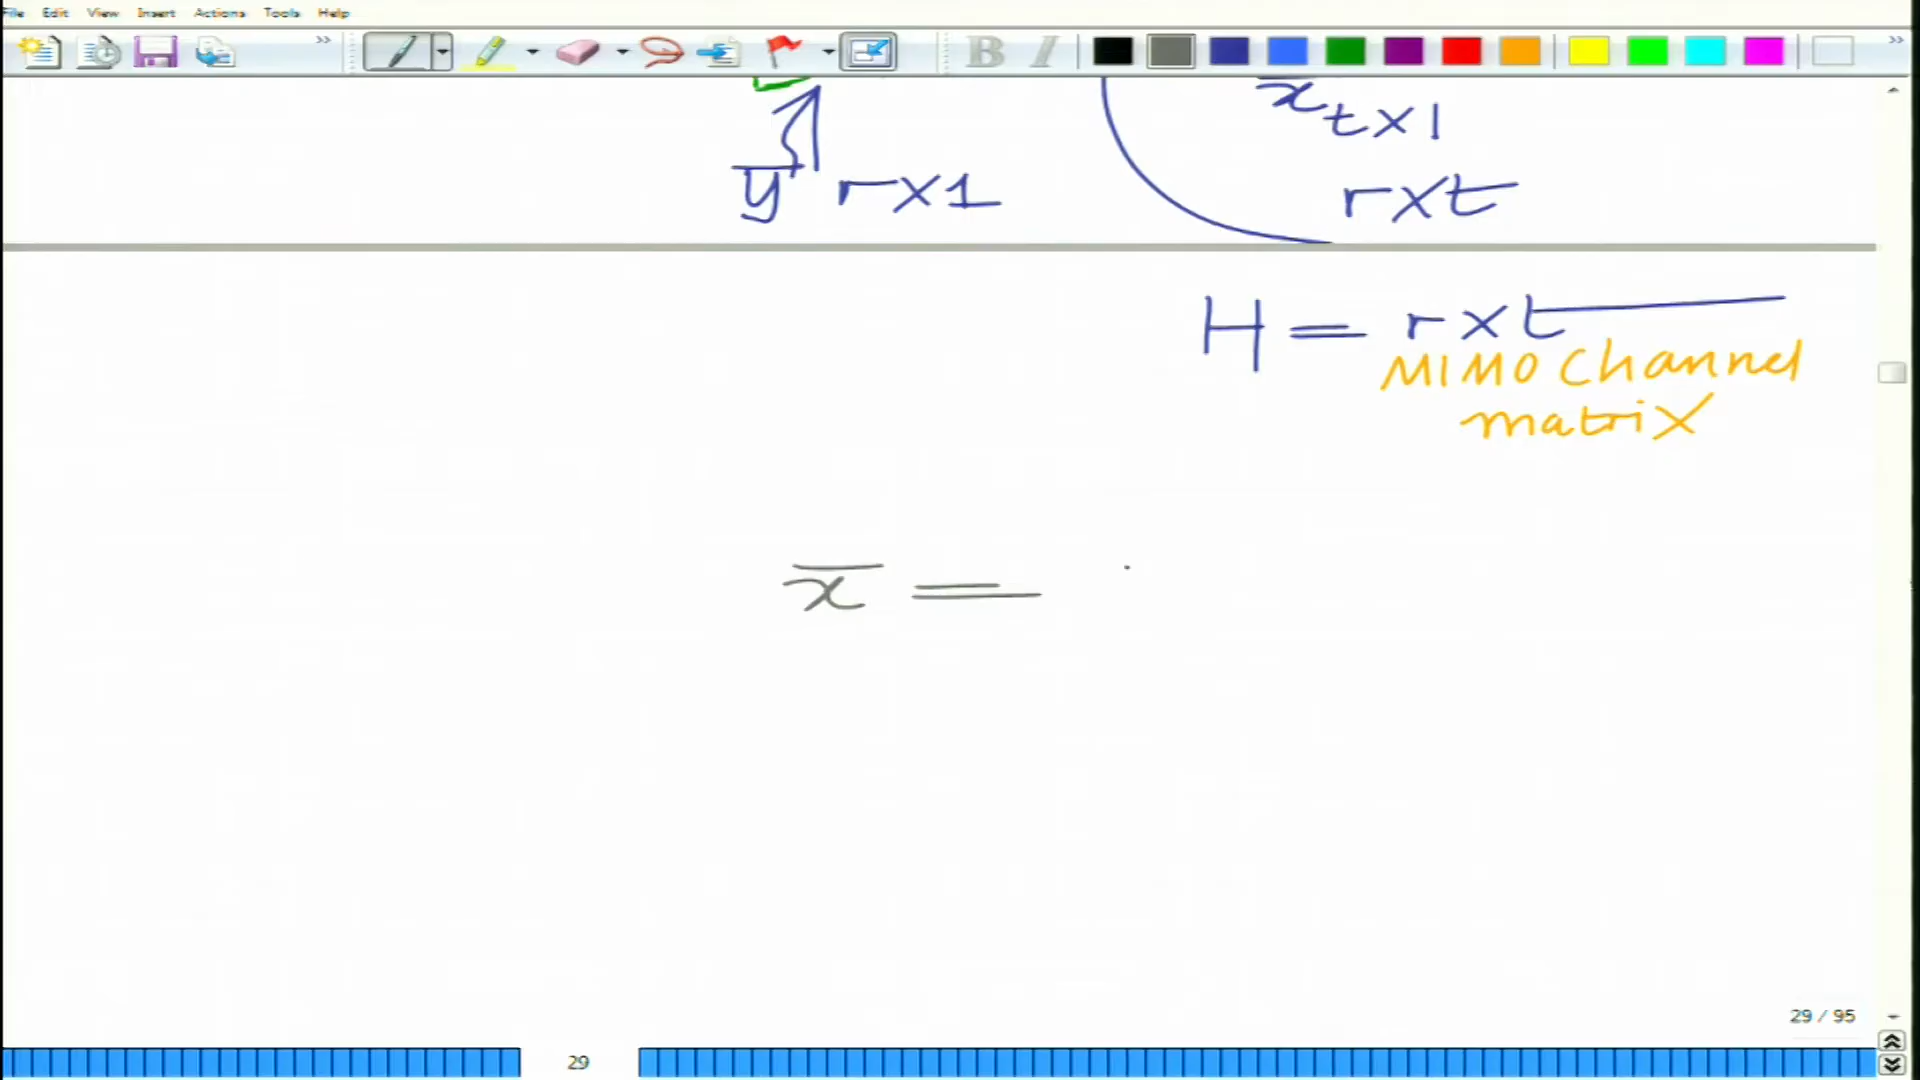 File Edit View Insert Actions Tools Help
B I
x̄ t×1
ȳ r×1
r×t
H = r×t
MIMO Channel
matrix
x̄ =
29 / 95
29